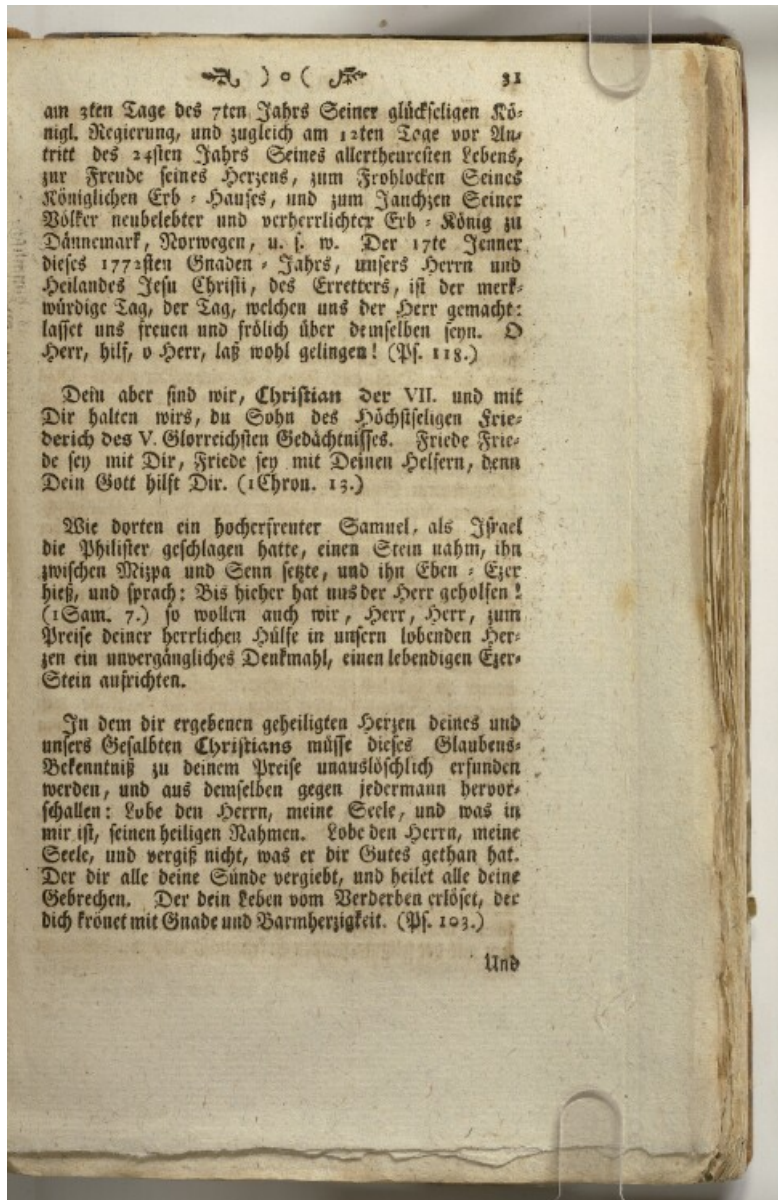 ) o ( 31
am 3ten Tage des 7ten Jahrs Seiner glückseligen Kö⸗
nigl. Regierung, und zugleich am 12ten Tage vor An⸗
tritt des 24sten Jahrs Seines allertheuresten Lebens,
zur Freude seines Herzens, zum Frohlocken Seines
Königlichen Erb⸗Hauses, und zum Jauchzen Seiner
Völker neubelebter und verherrlichter Erb⸗König zu
Dännemark, Norwegen, u. s. w. Der 17te Jenner
dieses 1772sten Gnaden⸗Jahrs, unsers Herrn und
Heilandes Jesu Christi, des Erretters, ist der merk⸗
würdige Tag, der Tag, welchen uns der Herr gemacht:
lasset uns freuen und frölich über demselben seyn. O
Herr, hilf, o Herr, laß wohl gelingen! (Ps. 118.)
Dein aber sind wir, Christian der VII. und mit
Dir halten wirs, du Sohn des Höchstseligen Frie⸗
derich des V. Glorreichsten Gedächtnisses. Friede Frie⸗
de sey mit Dir, Friede sey mit Deinen Helfern, denn
Dein Gott hilft Dir. (1 Chron. 13.)
Wie dorten ein hocherfreuter Samuel, als Israel
die Philister geschlagen hatte, einen Stein nahm, ihn
zwischen Mizpa und Senn setzte, und ihn Eben⸗Ezer
hieß, und sprach: Bis hieher hat uns der Herr geholfen!
(1 Sam. 7.) so wollen auch wir, Herr, Herr, zum
Preise deiner herrlichen Hülfe in unsern lobenden Her⸗
zen ein unvergängliches Denkmahl, einen lebendigen Ezer⸗
Stein aufrichten.
In dem dir ergebenen geheiligten Herzen deines und
unsers Gesalbten Christians müsse dieses Glaubens⸗
Bekenntniß zu deinem Preise unauslöschlich erfunden
werden, und aus demselben gegen jedermann hervor⸗
schallen: Lobe den Herrn, meine Seele, und was in
mir ist, seinen heiligen Nahmen. Lobe den Herrn, meine
Seele, und vergiß nicht, was er dir Gutes gethan hat.
Der dir alle deine Sünde vergiebt, und heilet alle deine
Gebrechen. Der dein Leben vom Verderben erlöset, der
dich krönet mit Gnade und Barmherzigkeit. (Ps. 103.)
Und